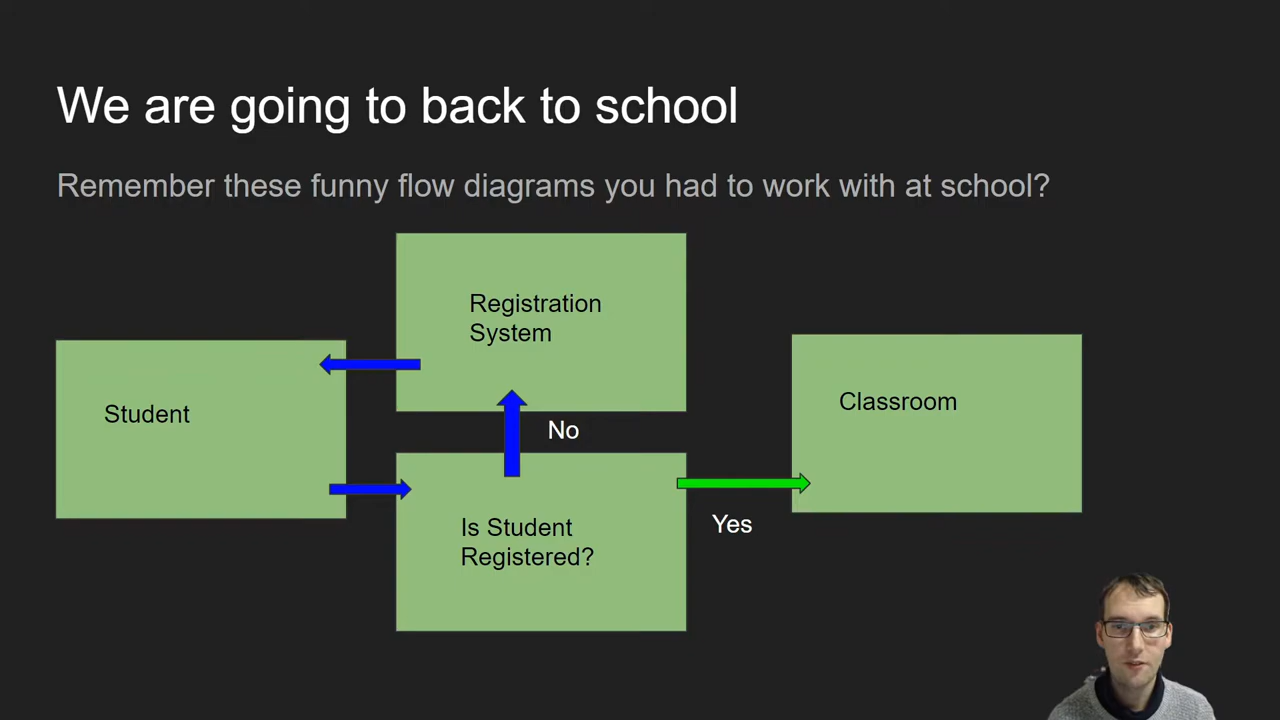 We are going to back to school
Remember these funny flow diagrams you had to work with at school?
Registration
System
Student
Classroom
No
Is Student
Registered?
Yes